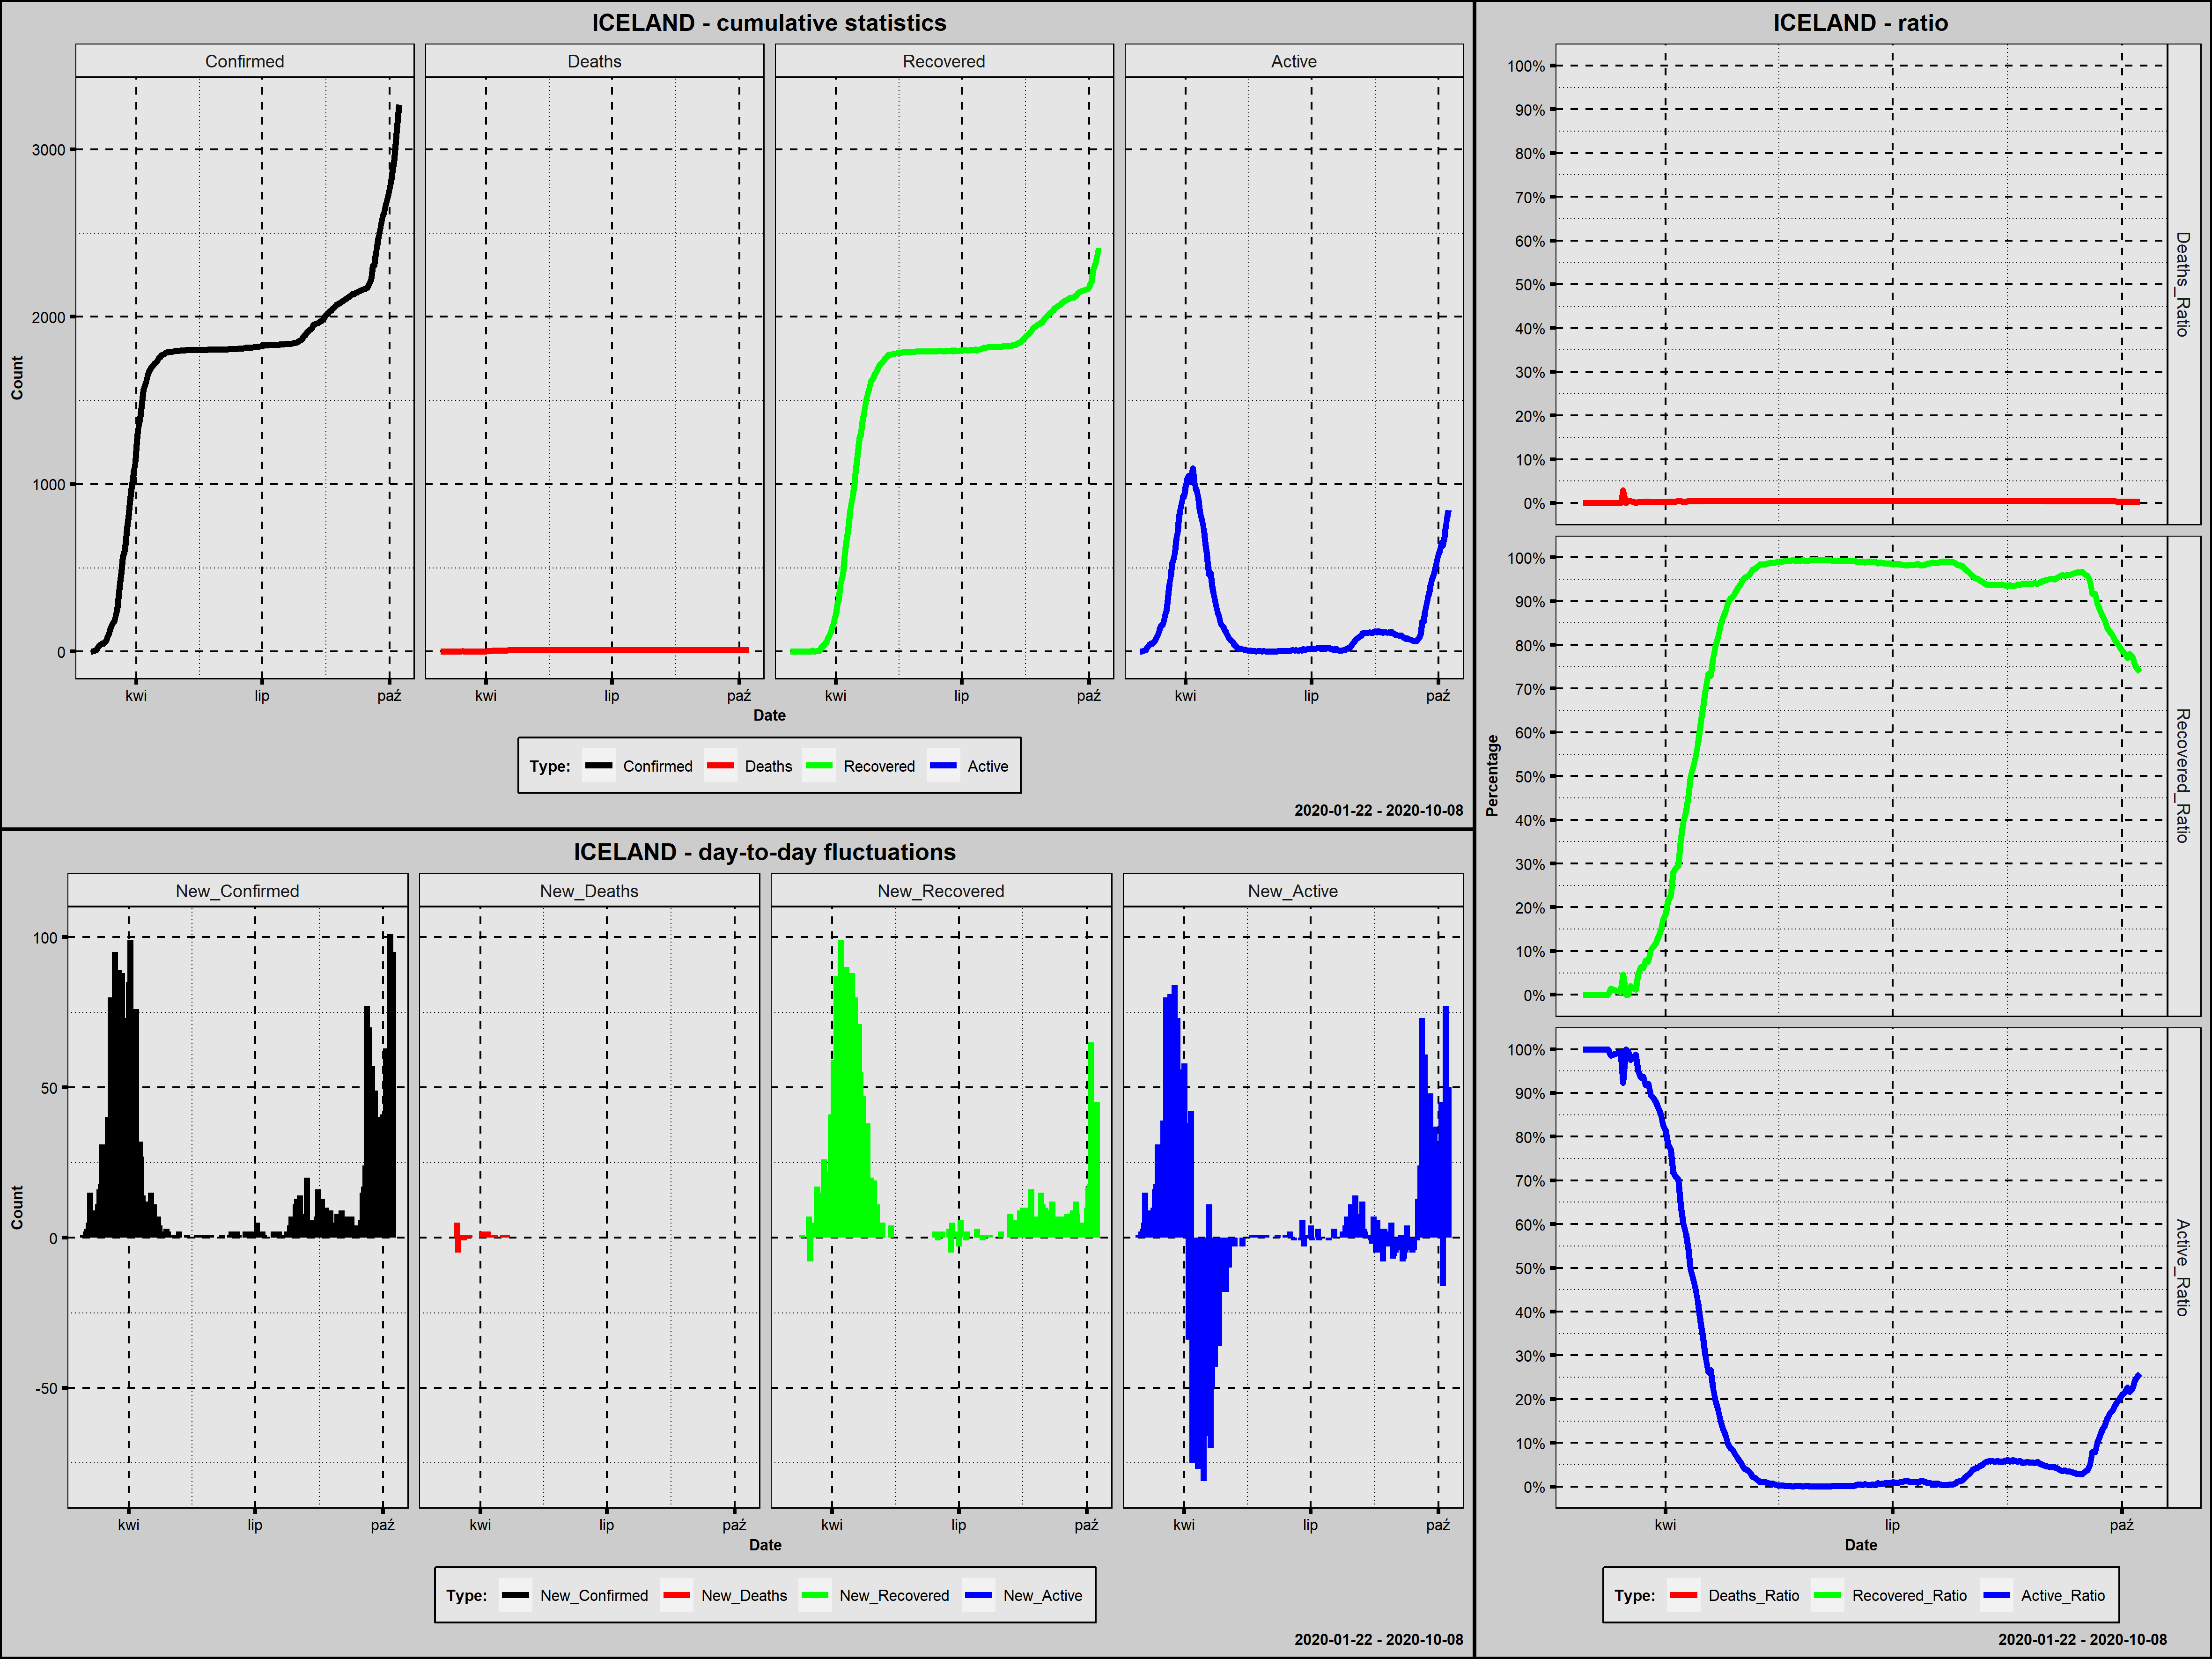 ICELAND - cumulative statistics
Confirmed
Deaths
Recovered
Active
Count
3000
2000
1000
0
kwi
lip
paź
kwi
lip
paź
kwi
lip
paź
kwi
lip
paź
Date
Type: Confirmed Deaths Recovered Active
2020-01-22 - 2020-10-08
ICELAND - day-to-day fluctuations
New_Confirmed
New_Deaths
New_Recovered
New_Active
Count
100
50
0
-50
kwi
lip
paź
kwi
lip
paź
kwi
lip
paź
kwi
lip
paź
Date
Type: New_Confirmed New_Deaths New_Recovered New_Active
2020-01-22 - 2020-10-08
ICELAND - ratio
Percentage
100%
90%
80%
70%
60%
50%
40%
30%
20%
10%
0%
Deaths_Ratio
100%
90%
80%
70%
60%
50%
40%
30%
20%
10%
0%
Recovered_Ratio
100%
90%
80%
70%
60%
50%
40%
30%
20%
10%
0%
Active_Ratio
kwi
lip
paź
Date
Type: Deaths_Ratio Recovered_Ratio Active_Ratio
2020-01-22 - 2020-10-08